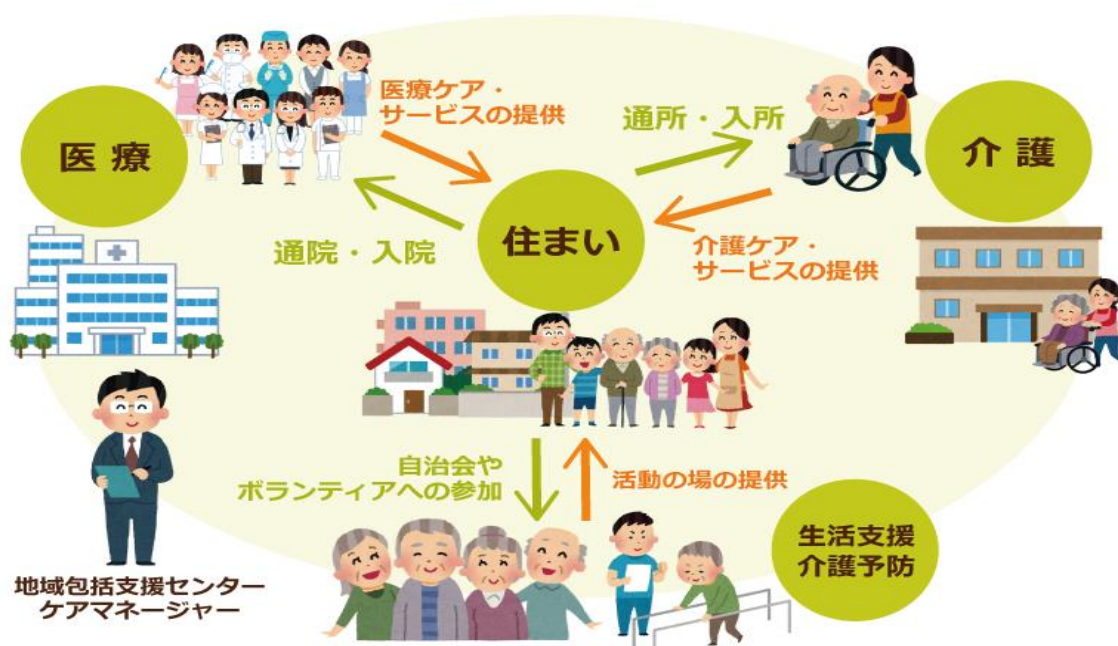 医療
医療ケア・
サービスの提供
通所・入所
介護
住まい
通院・入院
介護ケア・
サービスの提供
自治会や
ボランティアへの参加
活動の場の提供
生活支援
介護予防
地域包括支援センター
ケアマネージャー